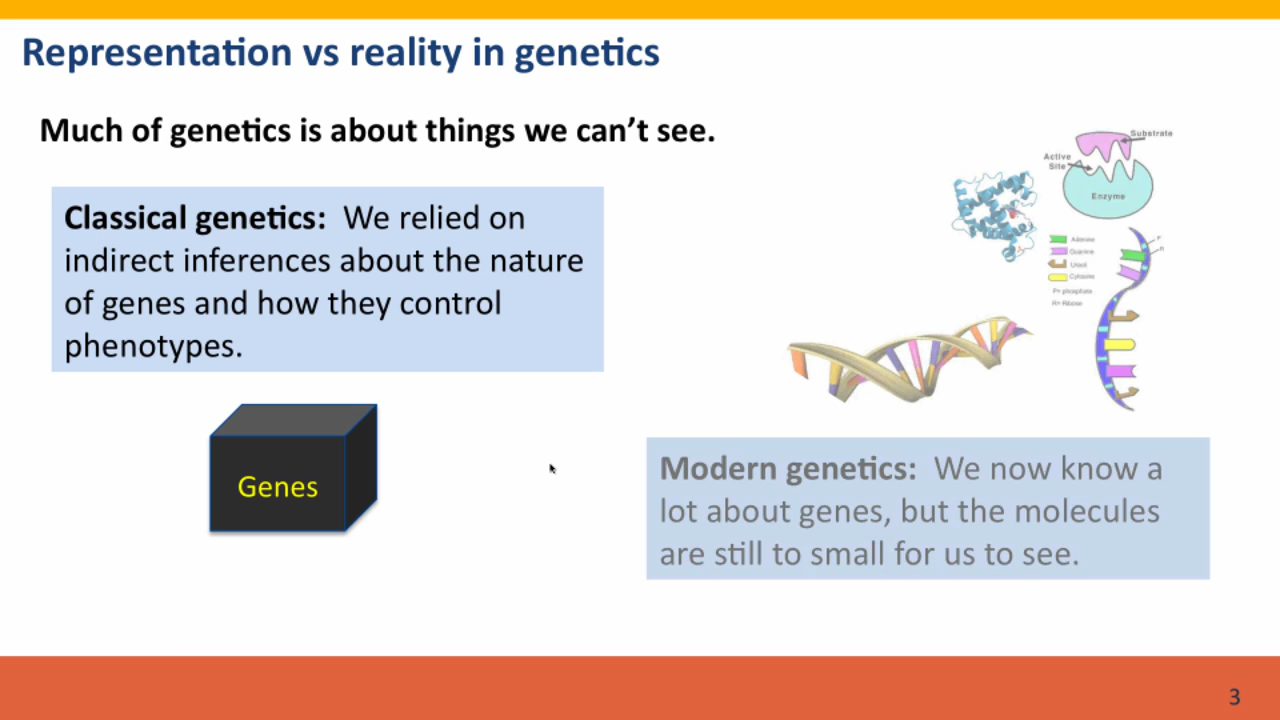 Representation vs reality in genetics
Much of genetics is about things we can’t see.
Classical genetics:  We relied on
indirect inferences about the nature
of genes and how they control
phenotypes.
Genes
Substrate
Active
Site
Enzyme
Adenine
Guanine
Uracil
Cytosine
P= phosphate
R= Ribose
P
R
Modern genetics:  We now know a
lot about genes, but the molecules
are still to small for us to see.
3